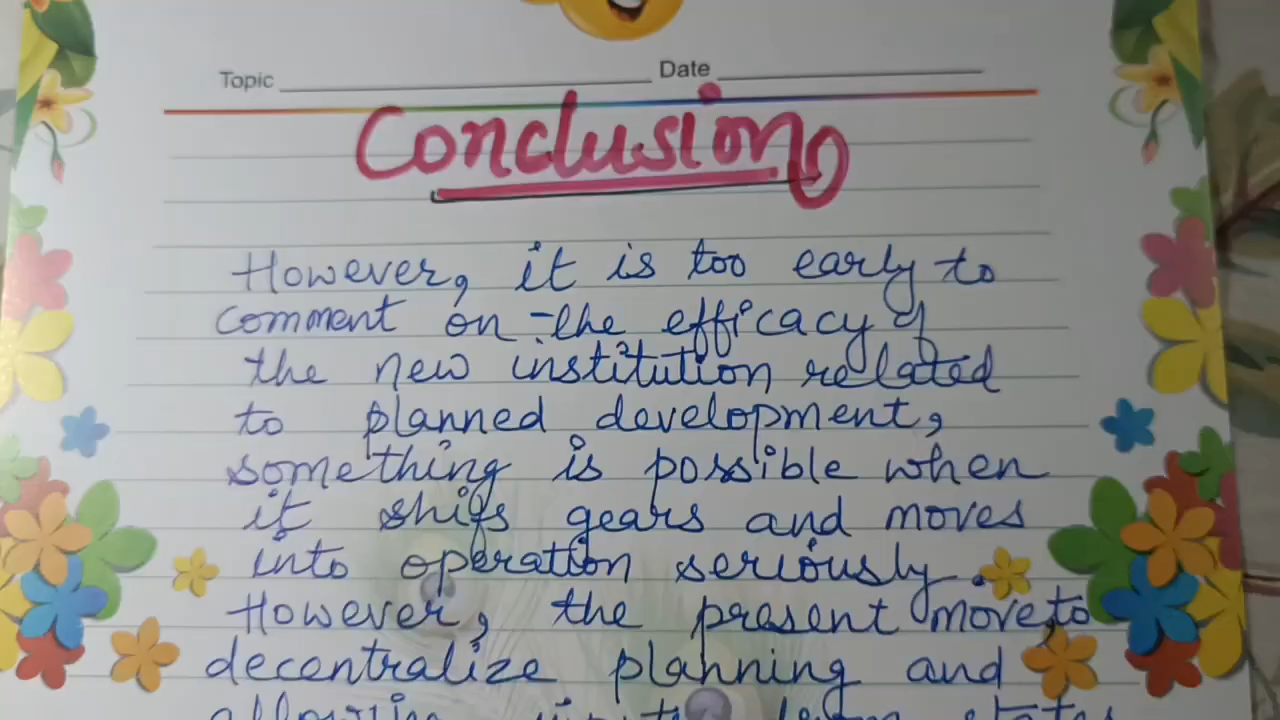 Topic Date
Conclusion
However, it is too early to
comment on the efficacy of
the new institution related
to planned development,
something is possible when
it shifs gears and moves
into operation seriously.
However, the present move, to
decentralize planning and
states